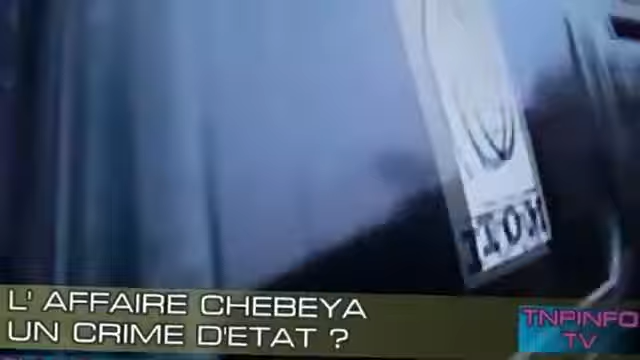 L' AFFAIRE CHEBEYA
UN CRIME D'ETAT ?
TNPINFO
TV